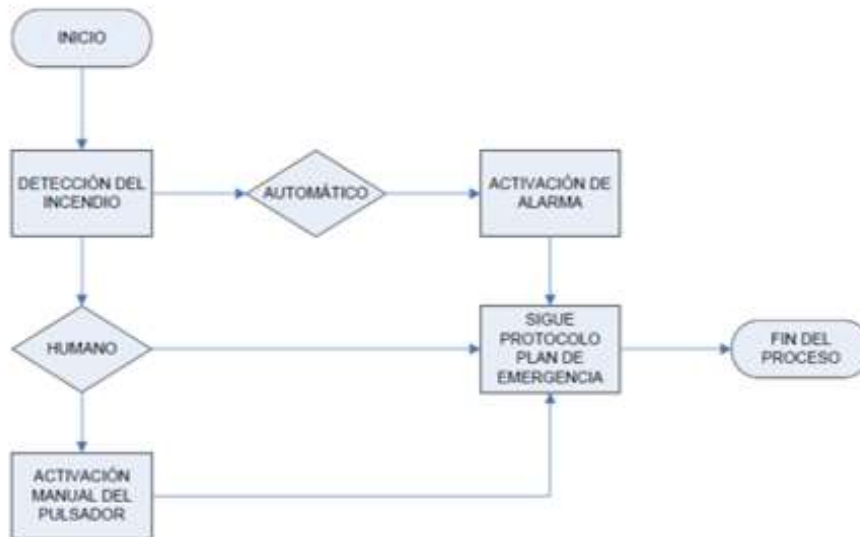 INICIO
DETECCIÓN DEL
INCENDIO
AUTOMÁTICO
ACTIVACIÓN DE
ALARMA
HUMANO
SIGUE
PROTOCOLO
PLAN DE
EMERGENCIA
FIN DEL
PROCESO
ACTIVACIÓN
MANUAL DEL
PULSADOR